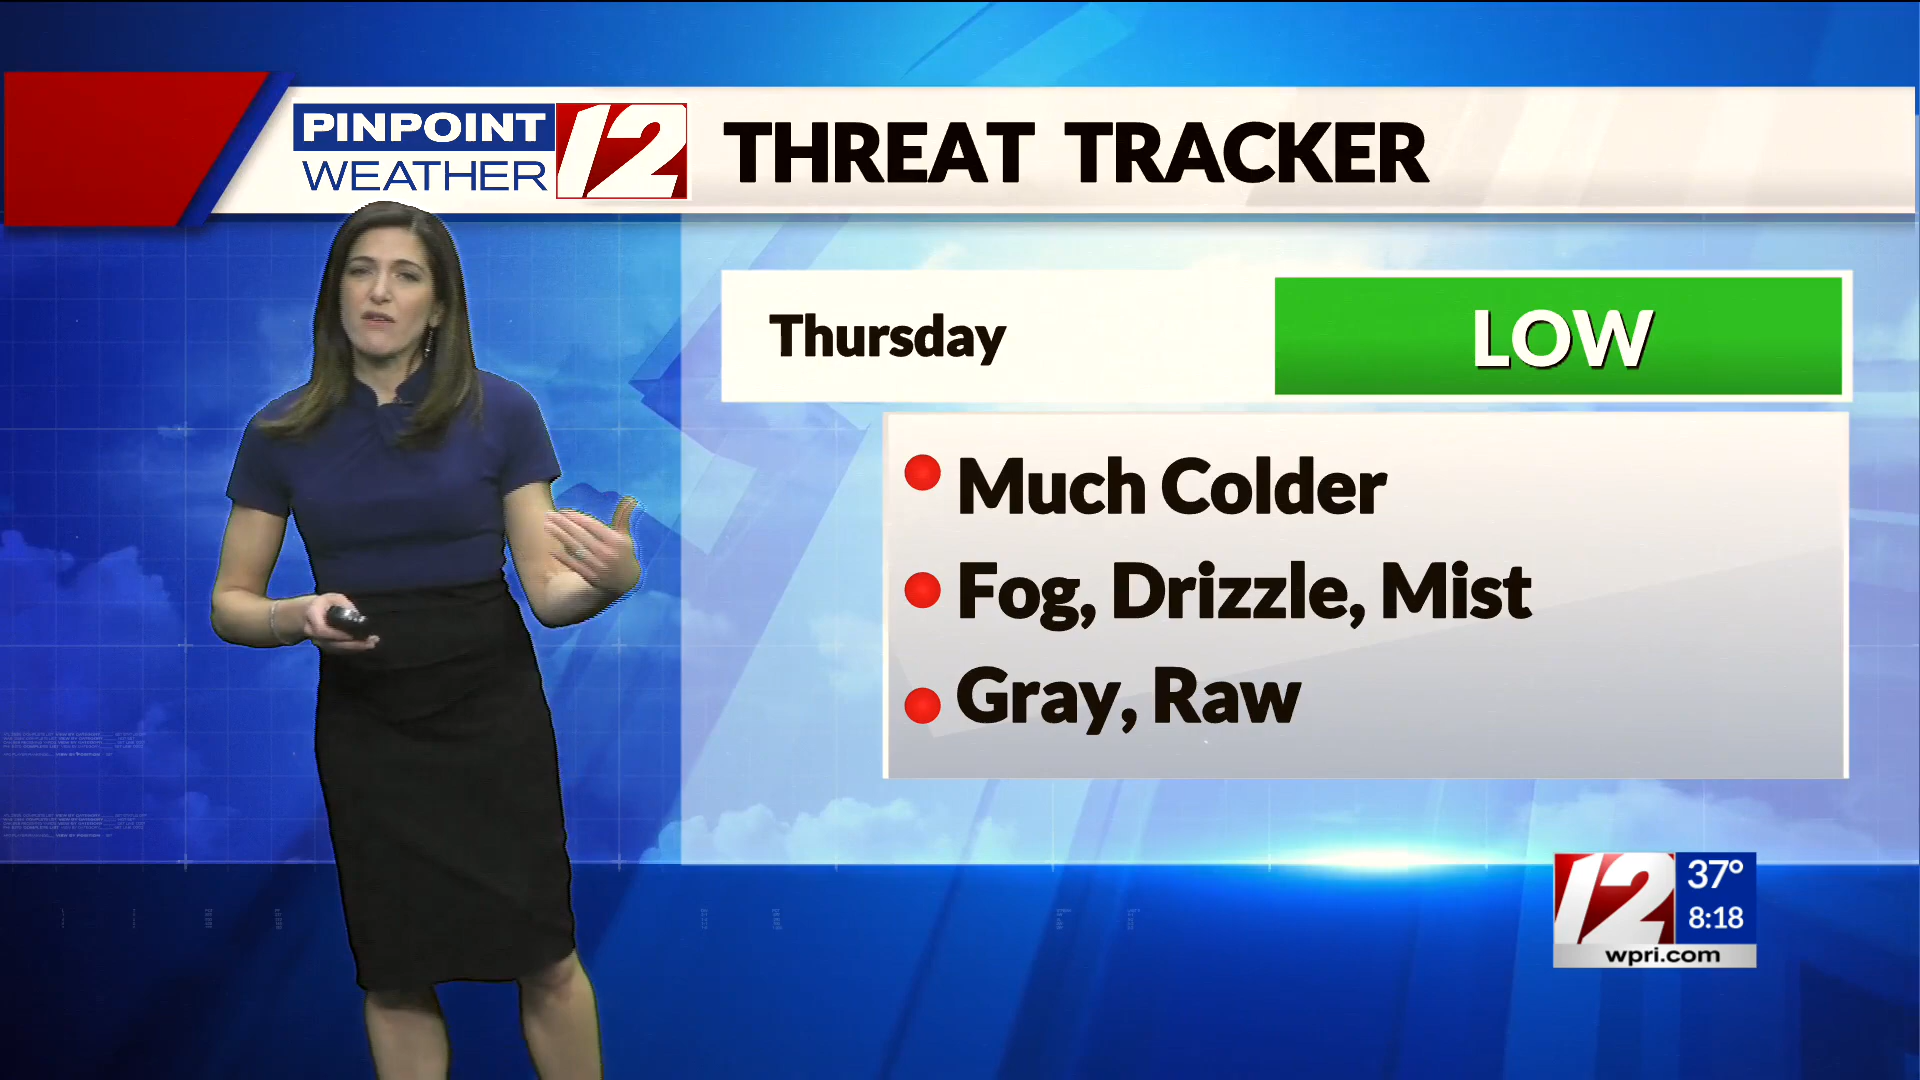 PINPOINT
WEATHER
12
THREAT TRACKER
Thursday
LOW
Much Colder
Fog, Drizzle, Mist
Gray, Raw
12
37°
8:18
wpri.com